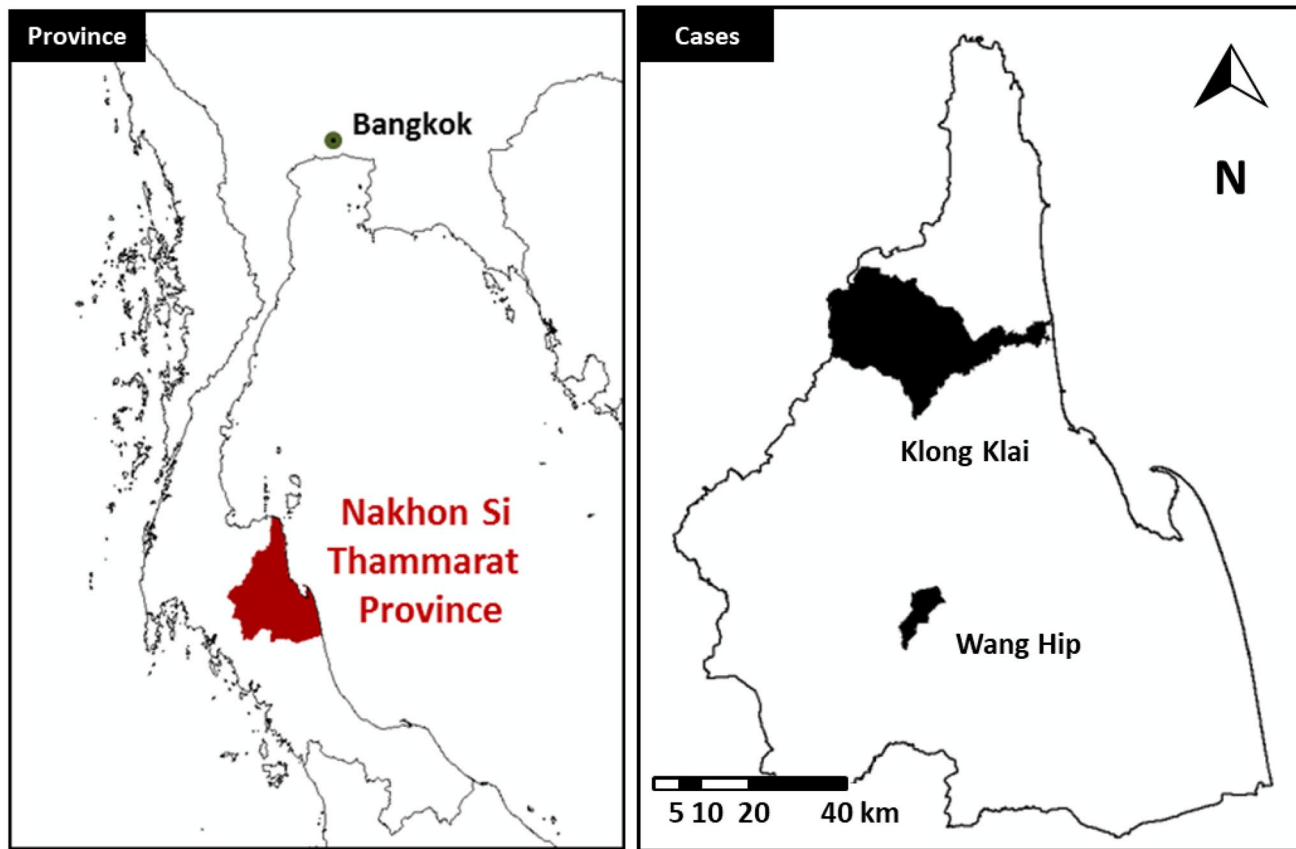 Province
Bangkok
Nakhon Si
Thammarat
Province
Cases
N
Klong Klai
Wang Hip
5 10 20 40 km